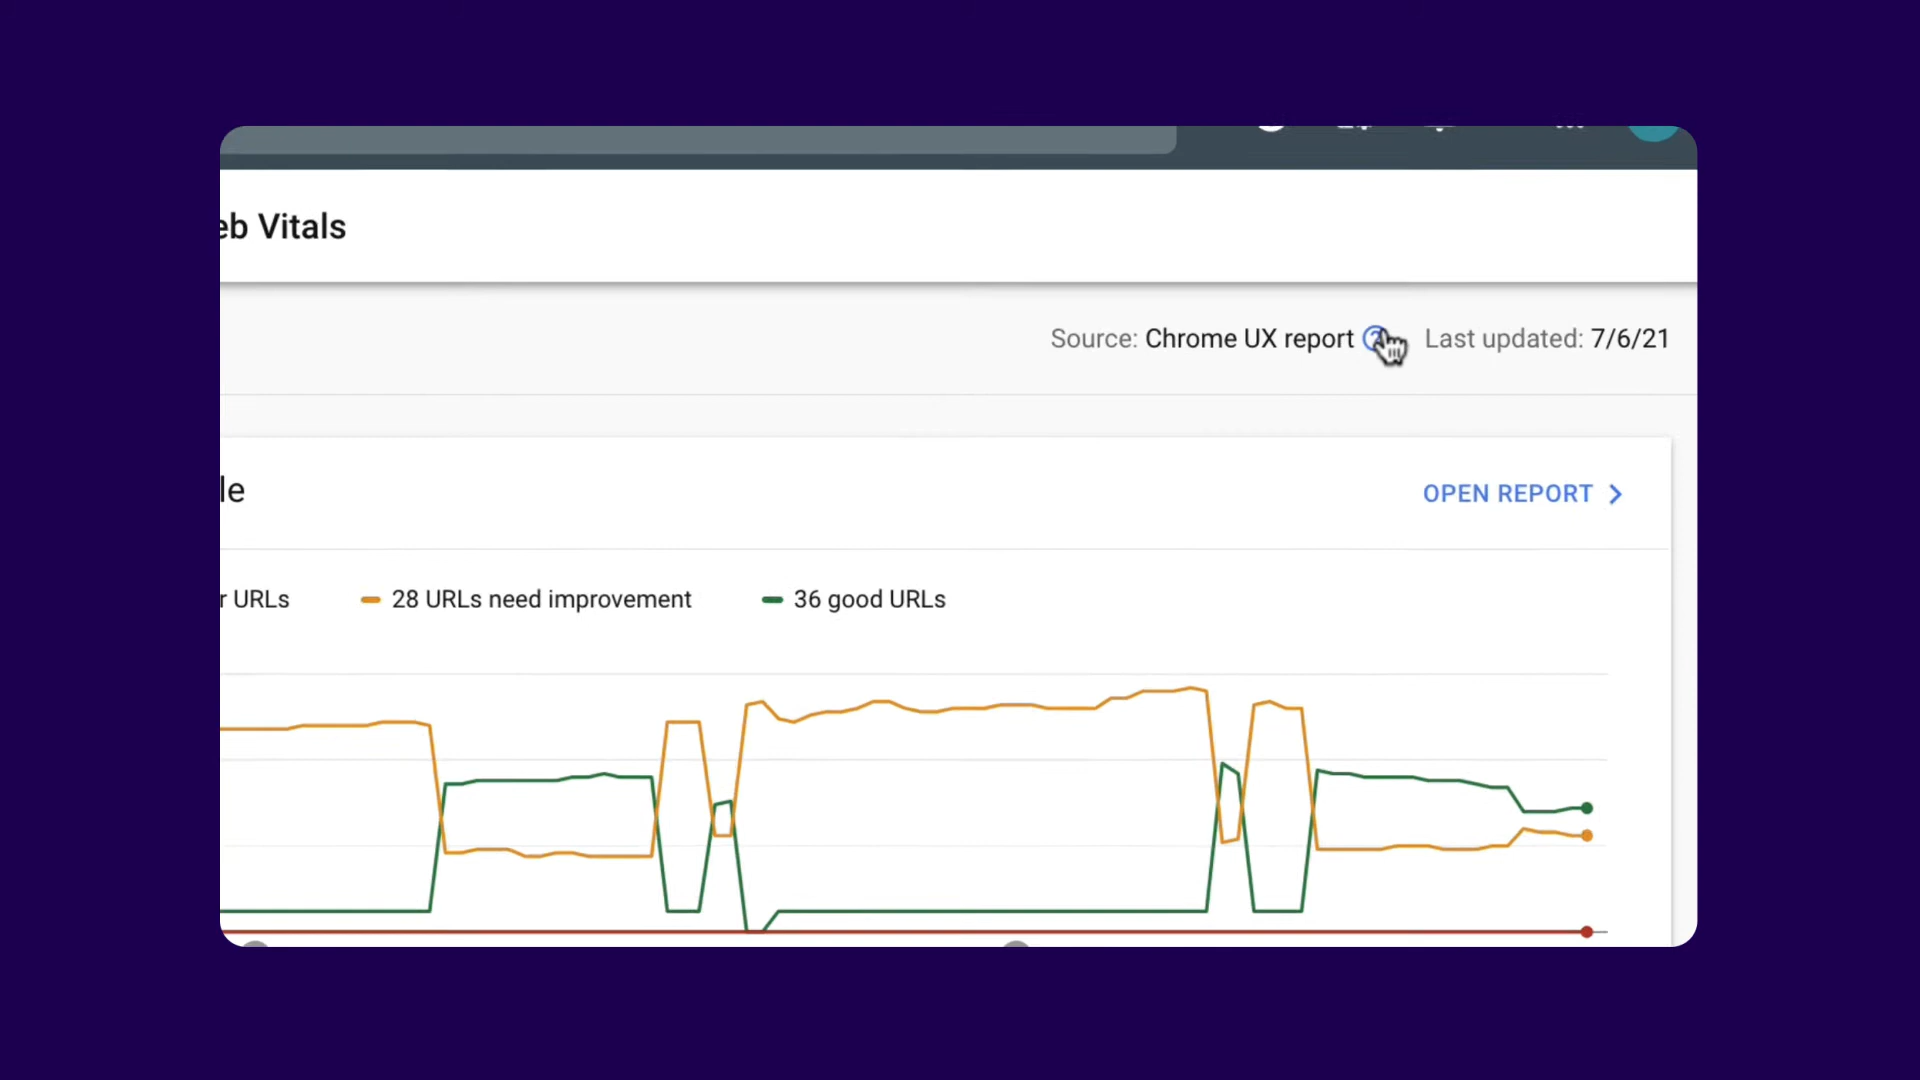 eb Vitals
Source: Chrome UX report Last updated: 7/6/21
le
OPEN REPORT
r URLs 28 URLs need improvement 36 good URLs